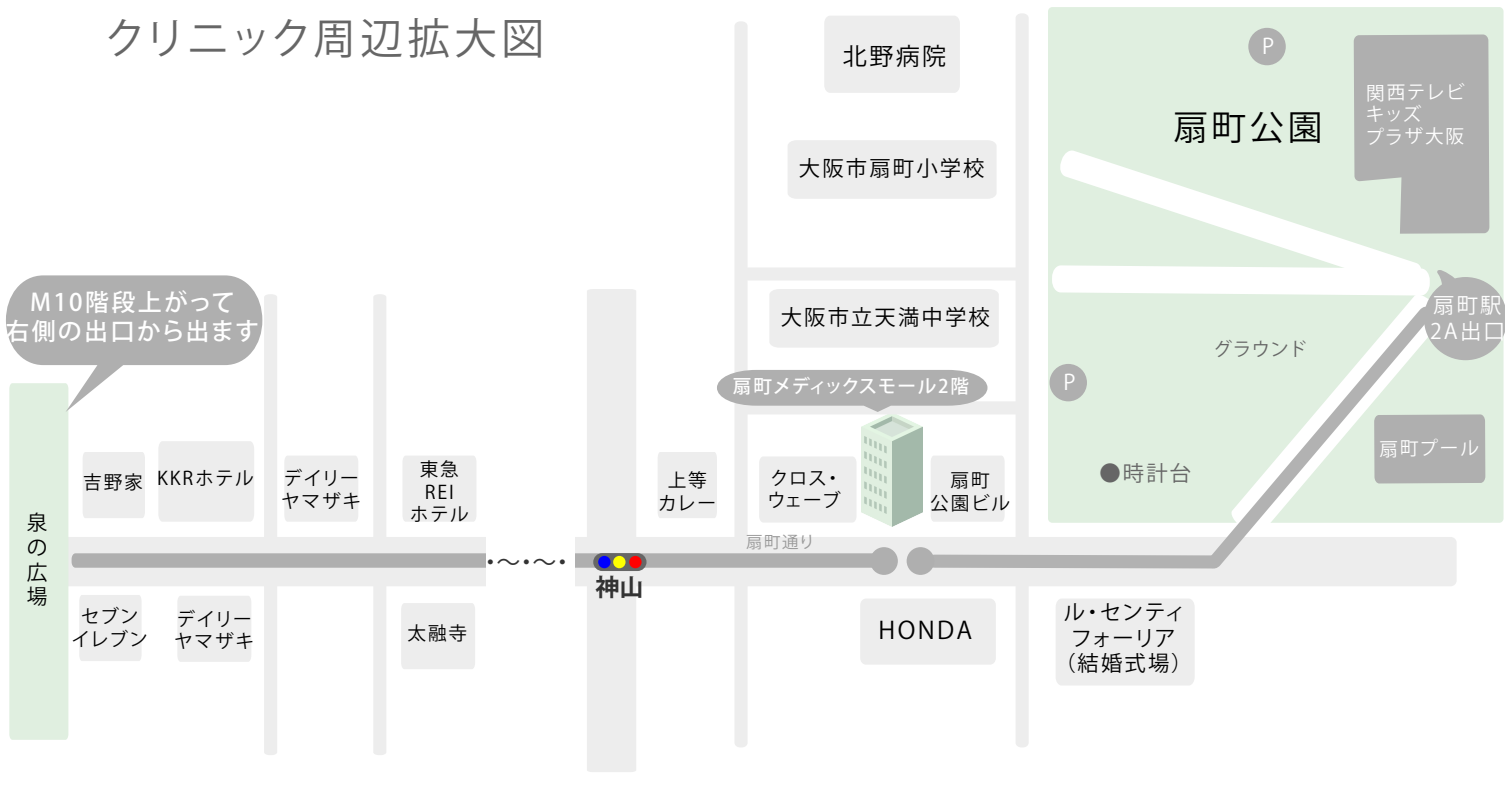 クリニック周辺拡大図
北野病院
P
関西テレビ
キッズ
プラザ大阪
扇町公園
大阪市扇町小学校
M10階段上がって
右側の出口から出ます
大阪市立天満中学校
扇町駅
2A出口
グラウンド
P
扇町メディックスモール2階
吉野家
KKRホテル
デイリー
ヤマザキ
東急
REI
ホテル
上等
カレー
クロス・
ウェーブ
扇町
公園ビル
●時計台
扇町プール
泉の広場
扇町通り
・〜・〜・
神山
セブン
イレブン
デイリー
ヤマザキ
太融寺
HONDA
ル・センティ
フォーリア
（結婚式場）